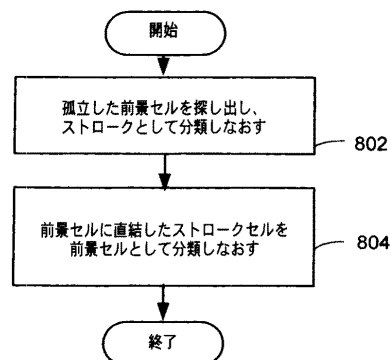 開始
孤立した前景セルを探し出し、
ストロークとして分類しなおす
802
前景セルに直結したストロークセルを
前景セルとして分類しなおす
804
終了